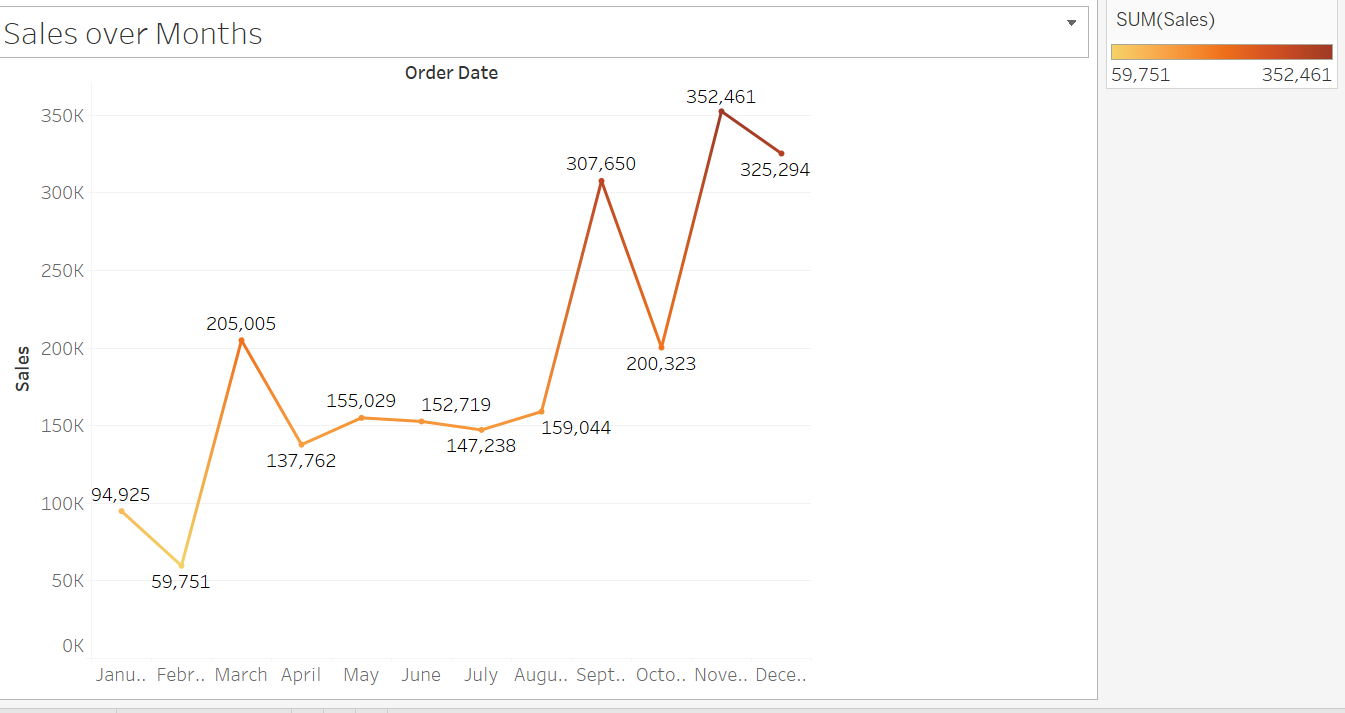 Sales over Months
SUM(Sales)
59,751 352,461
Order Date
350K
300K
250K
200K
150K
100K
50K
0K
Sales
94,925
59,751
205,005
137,762
155,029
152,719
147,238
159,044
307,650
200,323
352,461
325,294
Janu.. Febr.. March April May June July Augu.. Sept.. Octo.. Nove.. Dece..